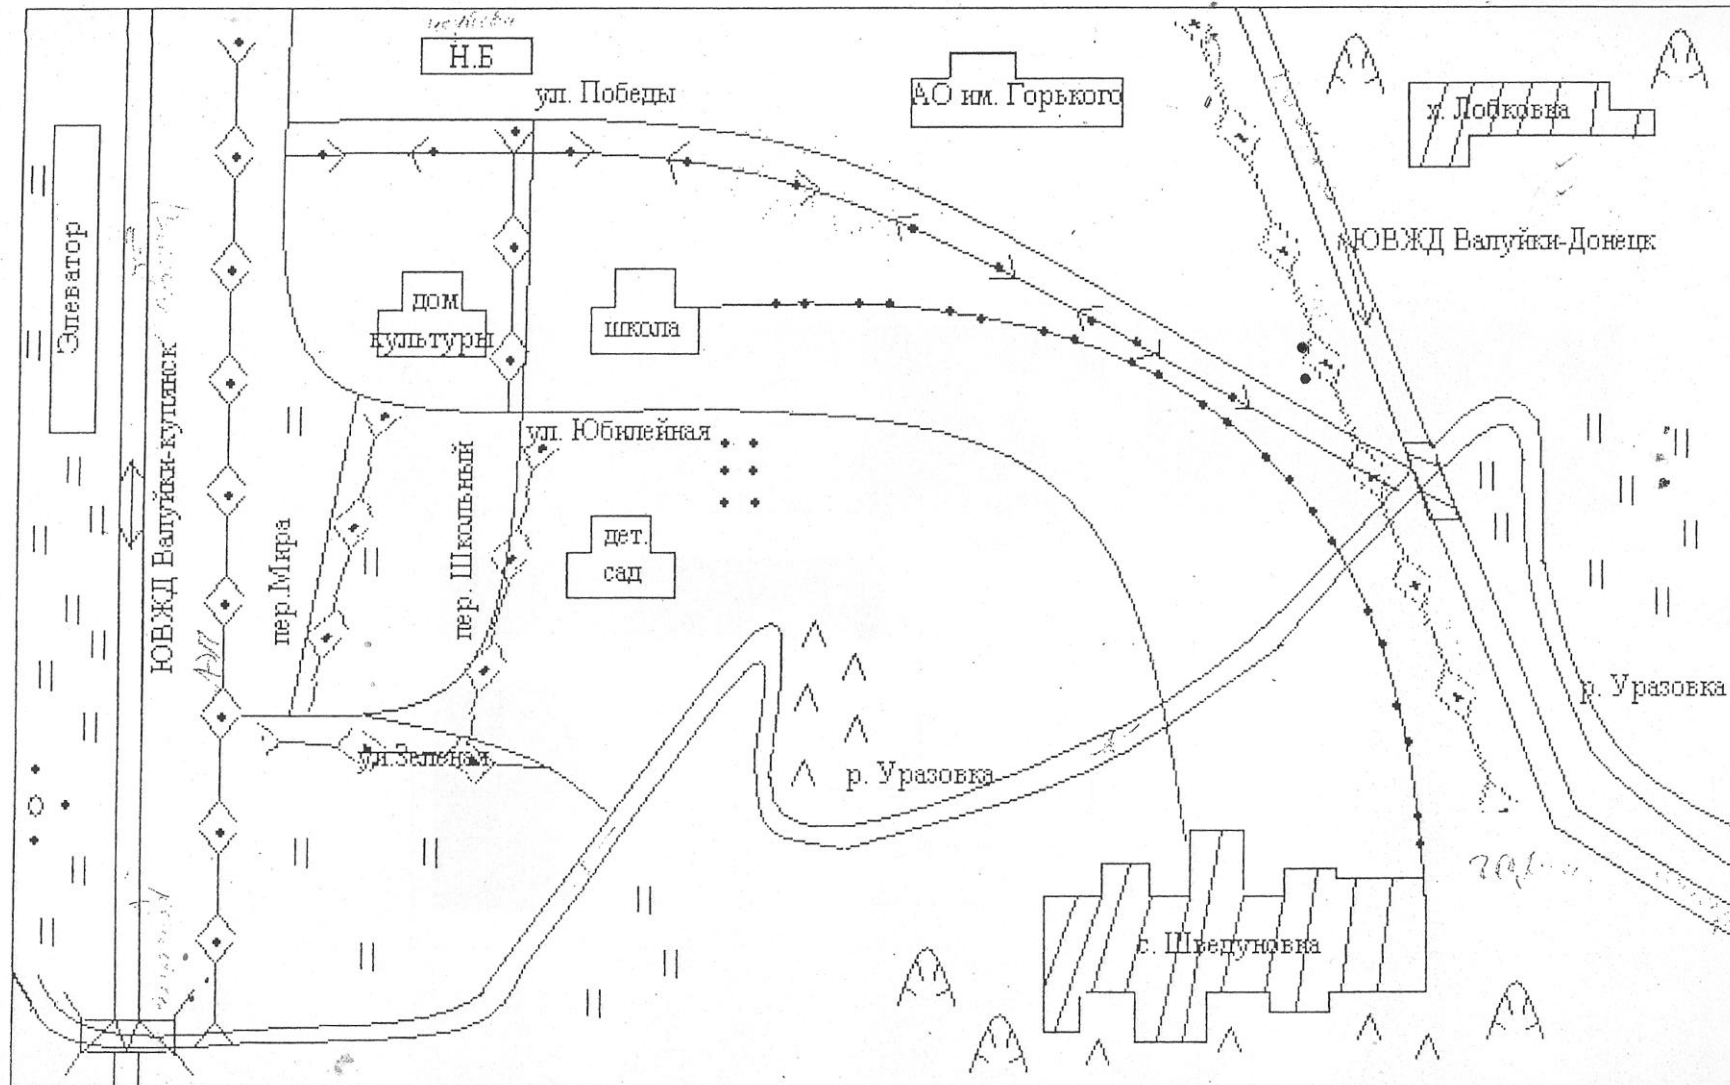 Н.Б
ул. Победы
АО им. Горького
х. Лобковка
Элеватор
ЮВЖД Валуйки-Донецк
дом
культуры
школа
ЮВЖД Валуйки-купянск
ул. Юбилейная
пер. Школьный
пер.Мира
дет.
сад
р. Уразовка
ул.Зеленая
р. Уразовка
с. Шведуновка